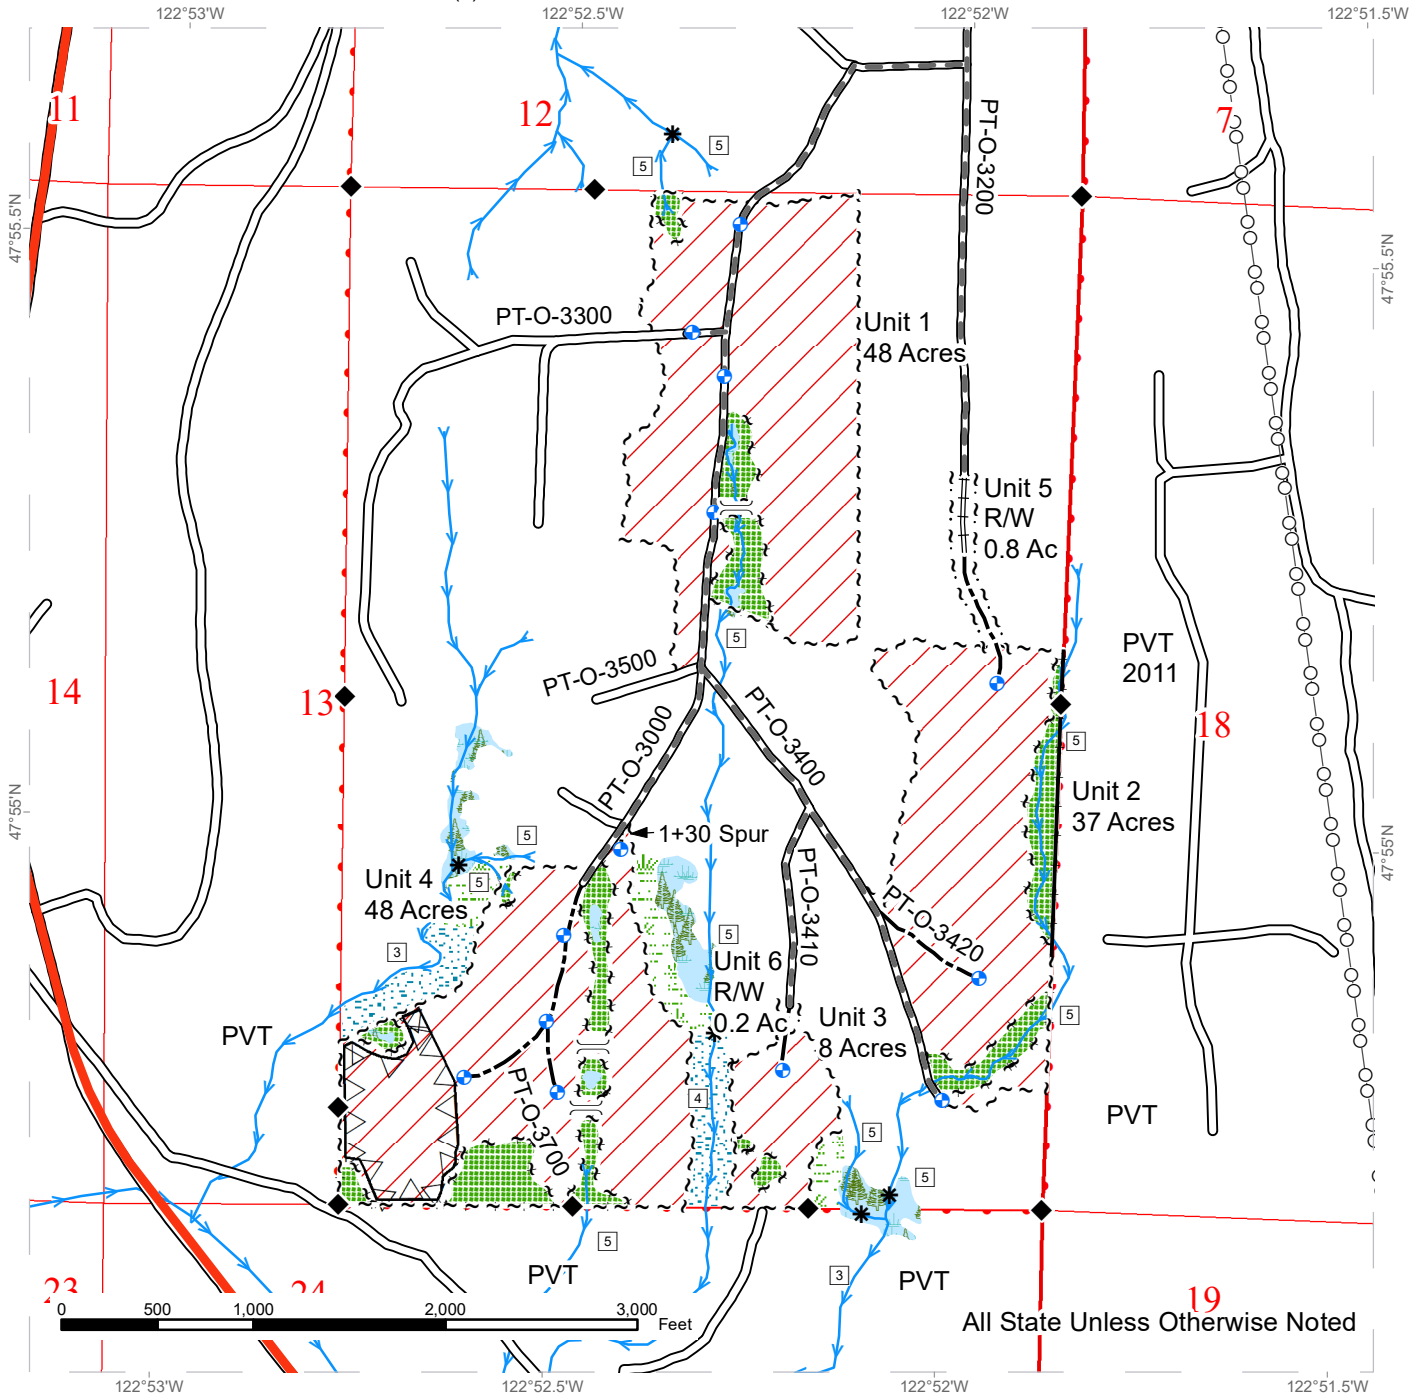 122°53'W
122°52.5'W
122°52'W
122°51.5'W
11
12
7
5
5
PT-O-3200
47°55.5'N
47°55.5'N
PT-O-3300
Unit 1
48 Acres
Unit 5
R/W
0.8 Ac
5
PVT
2011
PT-O-3500
14
13
18
PT-O-3000
PT-O-3400
5
Unit 2
37 Acres
47°55'N
47°55'N
1+30 Spur
5
Unit 4
48 Acres
5
PT-O-3410
PT-O-3420
3
5
Unit 6
R/W
0.2 Ac
Unit 3
8 Acres
5
PVT
PT-O-3700
4
PVT
5
5
5
PVT
3
PVT
23
24
19
0
500
1,000
2,000
3,000
Feet
All State Unless Otherwise Noted
122°53'W
122°52.5'W
122°52'W
122°51.5'W